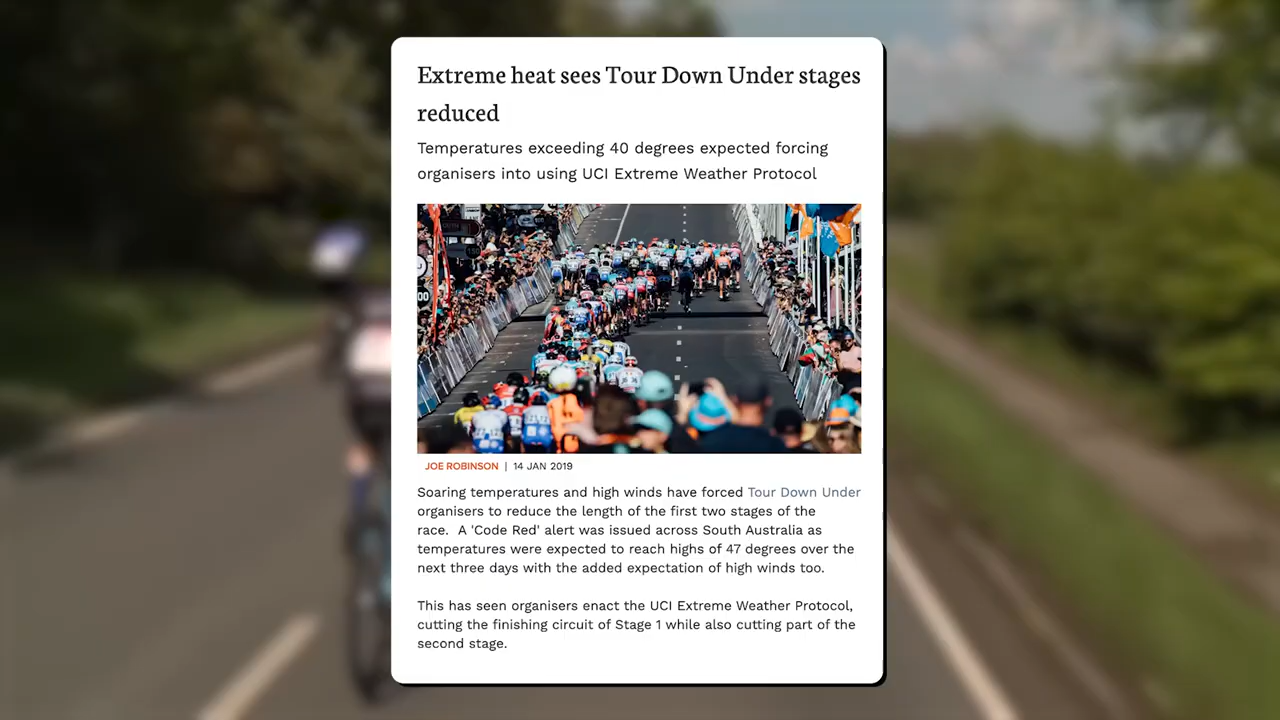 Extreme heat sees Tour Down Under stages
reduced
Temperatures exceeding 40 degrees expected forcing
organisers into using UCI Extreme Weather Protocol
JOE ROBINSON | 14 JAN 2019
Soaring temperatures and high winds have forced Tour Down Under
organisers to reduce the length of the first two stages of the
race.  A 'Code Red' alert was issued across South Australia as
temperatures were expected to reach highs of 47 degrees over the
next three days with the added expectation of high winds too.
This has seen organisers enact the UCI Extreme Weather Protocol,
cutting the finishing circuit of Stage 1 while also cutting part of the
second stage.